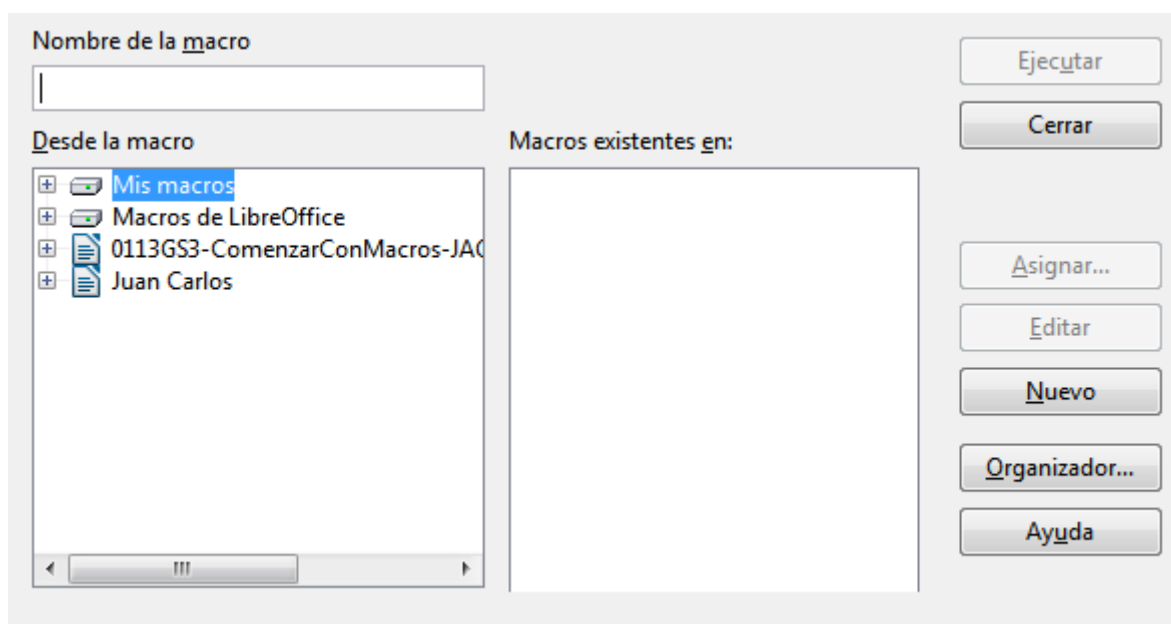 Nombre de la macro
Ejecutar
Cerrar
Desde la macro
Macros existentes en:
Mis macros
Macros de LibreOffice
0113GS3-ComenzarConMacros-JAC
Juan Carlos
Asignar...
Editar
Nuevo
Organizador...
Ayuda